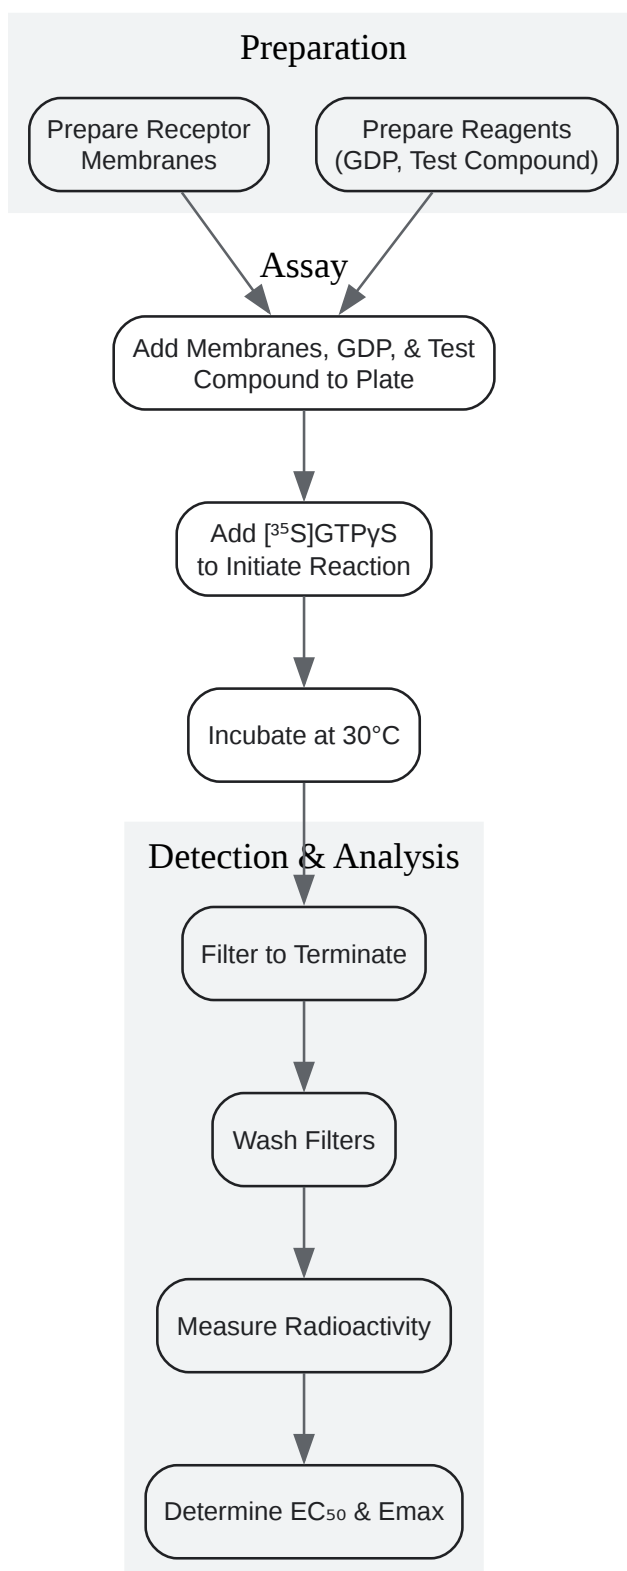 Preparation
Prepare Receptor
Membranes
Prepare Reagents
(GDP, Test Compound)
Assay
Add Membranes, GDP, & Test
Compound to Plate
Add [³⁵S]GTPγS
to Initiate Reaction
Incubate at 30°C
Detection & Analysis
Filter to Terminate
Wash Filters
Measure Radioactivity
Determine EC₅₀ & Emax